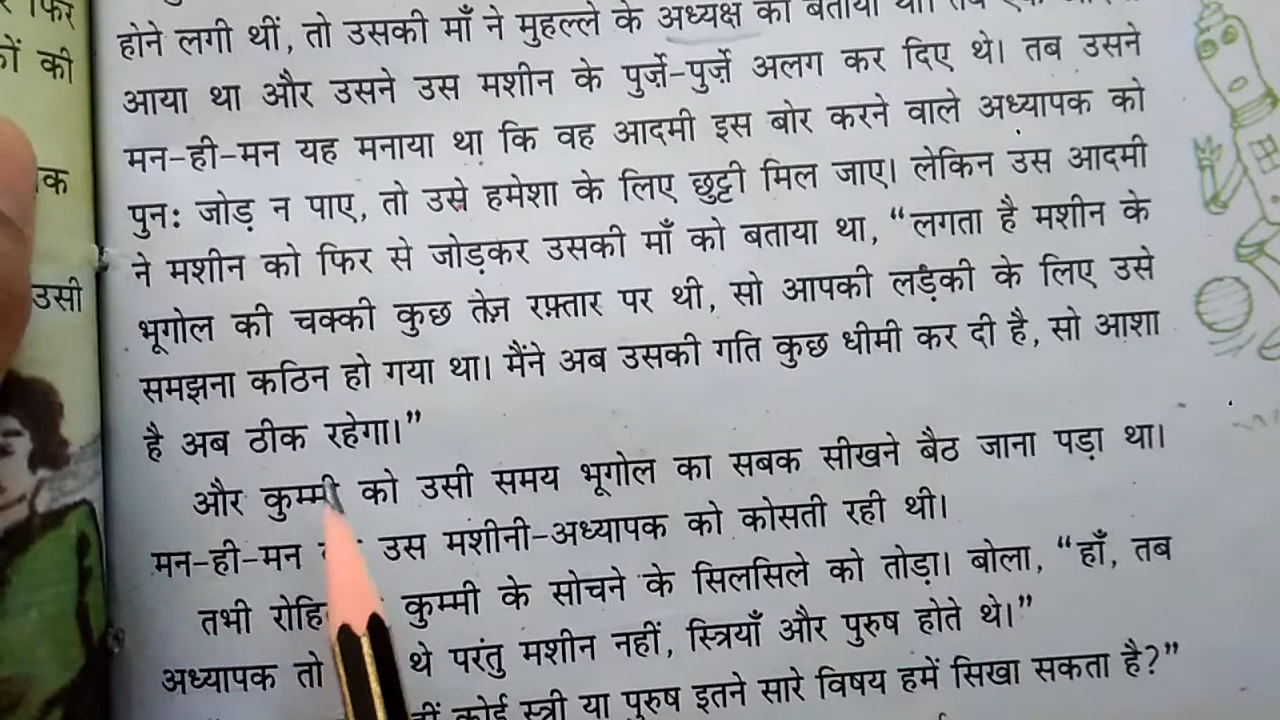 फिर
होने लगी थीं, तो उसकी माँ ने मुहल्ले के अध्यक्ष को बताया था।
कों की
आया था और उसने उस मशीन के पुर्ज़े-पुर्ज़े अलग कर दिए थे। तब उसने
मन-ही-मन यह मनाया था कि वह आदमी इस बोर करने वाले अध्यापक को
क
पुनः जोड़ न पाए, तो उसे हमेशा के लिए छुट्टी मिल जाए। लेकिन उस आदमी
ने मशीन को फिर से जोड़कर उसकी माँ को बताया था, “लगता है मशीन के
उसी
भूगोल की चक्की कुछ तेज़ रफ़्तार पर थी, सो आपकी लड़की के लिए उसे
समझना कठिन हो गया था। मैंने अब उसकी गति कुछ धीमी कर दी है, सो आशा
है अब ठीक रहेगा।”
और कुम्मी को उसी समय भूगोल का सबक सीखने बैठ जाना पड़ा था।
मन-ही-मन उस मशीनी-अध्यापक को कोसती रही थी।
तभी रोहि कुम्मी के सोचने के सिलसिले को तोड़ा। बोला, “हाँ, तब
अध्यापक तो थे परंतु मशीन नहीं, स्त्रियाँ और पुरुष होते थे।”
कोई स्त्री या पुरुष इतने सारे विषय हमें सिखा सकता है?”